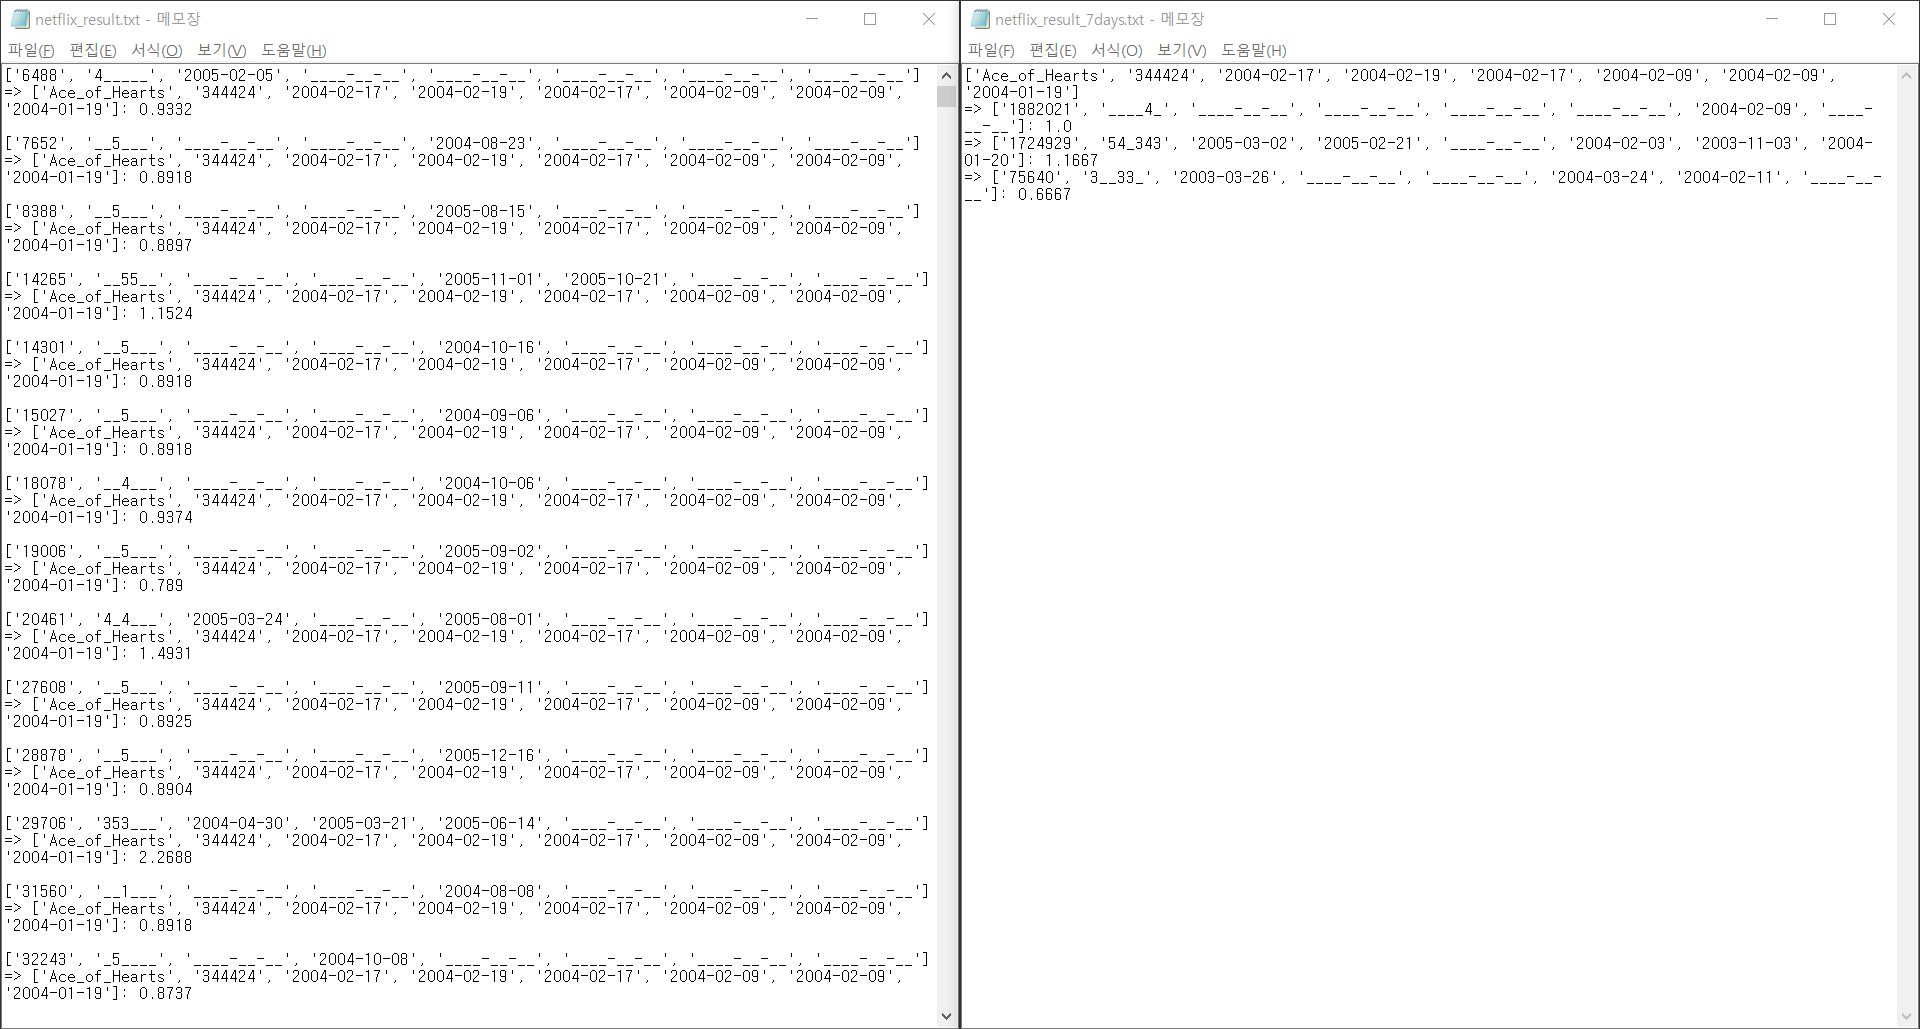 netflix_result.txt - 메모장
파일(F) 편집(E) 서식(O) 보기(V) 도움말(H)
['6488', '4_____', '2005-02-05', '____-__-__', '____-__-__', '____-__-__', '____-__-__', '____-__-__']
=> ['Ace_of_Hearts', '344424', '2004-02-17', '2004-02-19', '2004-02-17', '2004-02-09', '2004-02-09',
'2004-01-19']: 0.9332
['7652', '__5___', '____-__-__', '____-__-__', '2004-08-23', '____-__-__', '____-__-__', '____-__-__']
=> ['Ace_of_Hearts', '344424', '2004-02-17', '2004-02-19', '2004-02-17', '2004-02-09', '2004-02-09',
'2004-01-19']: 0.8918
['8388', '__5___', '____-__-__', '____-__-__', '2005-08-15', '____-__-__', '____-__-__', '____-__-__']
=> ['Ace_of_Hearts', '344424', '2004-02-17', '2004-02-19', '2004-02-17', '2004-02-09', '2004-02-09',
'2004-01-19']: 0.8897
['14265', '__55__', '____-__-__', '____-__-__', '2005-11-01', '2005-10-21', '____-__-__', '____-__-__']
=> ['Ace_of_Hearts', '344424', '2004-02-17', '2004-02-19', '2004-02-17', '2004-02-09', '2004-02-09',
'2004-01-19']: 1.1524
['14301', '__5___', '____-__-__', '____-__-__', '2004-10-16', '____-__-__', '____-__-__', '____-__-__']
=> ['Ace_of_Hearts', '344424', '2004-02-17', '2004-02-19', '2004-02-17', '2004-02-09', '2004-02-09',
'2004-01-19']: 0.8918
['15027', '__5___', '____-__-__', '____-__-__', '2004-09-06', '____-__-__', '____-__-__', '____-__-__']
=> ['Ace_of_Hearts', '344424', '2004-02-17', '2004-02-19', '2004-02-17', '2004-02-09', '2004-02-09',
'2004-01-19']: 0.8918
['18078', '__4___', '____-__-__', '____-__-__', '2004-10-06', '____-__-__', '____-__-__', '____-__-__']
=> ['Ace_of_Hearts', '344424', '2004-02-17', '2004-02-19', '2004-02-17', '2004-02-09', '2004-02-09',
'2004-01-19']: 0.9374
['19006', '__5___', '____-__-__', '____-__-__', '2005-09-02', '____-__-__', '____-__-__', '____-__-__']
=> ['Ace_of_Hearts', '344424', '2004-02-17', '2004-02-19', '2004-02-17', '2004-02-09', '2004-02-09',
'2004-01-19']: 0.789
['20461', '4_4___', '2005-03-24', '____-__-__', '2005-08-01', '____-__-__', '____-__-__', '____-__-__']
=> ['Ace_of_Hearts', '344424', '2004-02-17', '2004-02-19', '2004-02-17', '2004-02-09', '2004-02-09',
'2004-01-19']: 1.4931
['27608', '__5___', '____-__-__', '____-__-__', '2005-09-11', '____-__-__', '____-__-__', '____-__-__']
=> ['Ace_of_Hearts', '344424', '2004-02-17', '2004-02-19', '2004-02-17', '2004-02-09', '2004-02-09',
'2004-01-19']: 0.8925
['28878', '__5___', '____-__-__', '____-__-__', '2005-12-16', '____-__-__', '____-__-__', '____-__-__']
=> ['Ace_of_Hearts', '344424', '2004-02-17', '2004-02-19', '2004-02-17', '2004-02-09', '2004-02-09',
'2004-01-19']: 0.8904
['29706', '353___', '2004-04-30', '2005-03-21', '2005-06-14', '____-__-__', '____-__-__', '____-__-__']
=> ['Ace_of_Hearts', '344424', '2004-02-17', '2004-02-19', '2004-02-17', '2004-02-09', '2004-02-09',
'2004-01-19']: 2.2688
['31560', '__1___', '____-__-__', '____-__-__', '2004-08-08', '____-__-__', '____-__-__', '____-__-__']
=> ['Ace_of_Hearts', '344424', '2004-02-17', '2004-02-19', '2004-02-17', '2004-02-09', '2004-02-09',
'2004-01-19']: 0.8918
['32243', '_5____', '____-__-__', '2004-10-08', '____-__-__', '____-__-__', '____-__-__', '____-__-__']
=> ['Ace_of_Hearts', '344424', '2004-02-17', '2004-02-19', '2004-02-17', '2004-02-09', '2004-02-09',
'2004-01-19']: 0.8737
netflix_result_7days.txt - 메모장
파일(F) 편집(E) 서식(O) 보기(V) 도움말(H)
['Ace_of_Hearts', '344424', '2004-02-17', '2004-02-19', '2004-02-17', '2004-02-09', '2004-02-09',
'2004-01-19']
=> ['1882021', '____4_', '____-__-__', '____-__-__', '____-__-__', '____-__-__', '2004-02-09', '____-
__-__']: 1.0
=> ['1724929', '54_343', '2005-03-02', '2005-02-21', '____-__-__', '2004-02-03', '2003-11-03', '2004-
01-20']: 1.1667
=> ['75640', '3__33_', '2003-03-26', '____-__-__', '____-__-__', '2004-03-24', '2004-02-11', '____-__-
__']: 0.6667